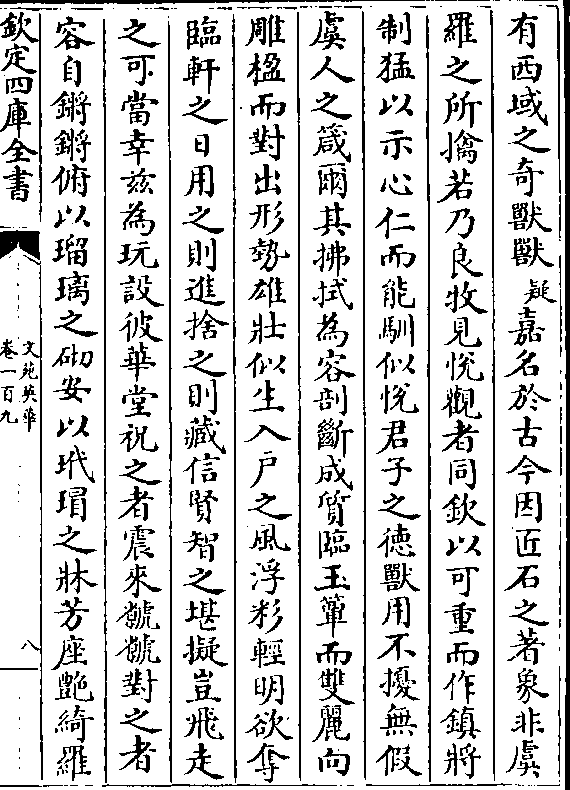 有西域之奇獸獸疑嘉名於古今因匠石之著象非虞
羅之所擒若乃良牧見悦觀者同欽以可重而作鎮將
制猛以示心仁而能馴似悦君子之徳獸用不擾無假
虞人之箴爾其拂拭為容剖斷成質臨玉簟而雙麗向
雕楹而對出形勢雄壯似生入户之風浮彩輕明欲奪
臨軒之日用之則進捨之則藏信賢智之堪擬豈飛走
之可當幸兹為玩設彼華堂祝之者震來虩虩對之者
容自鏘鏘俯以瑠璃之砌安以玳瑁之牀芳座艶綺羅
欽定四庫全書
文苑英華
卷一百九
八